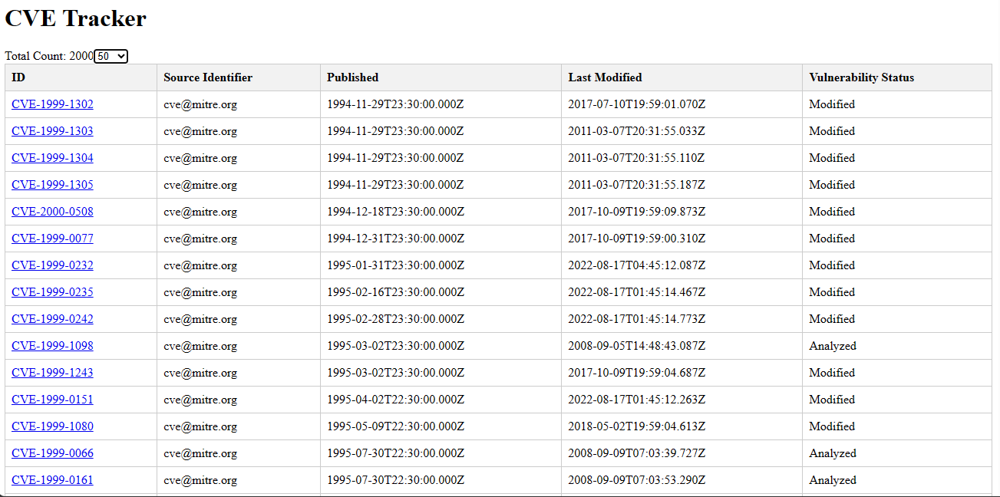 CVE Tracker
Total Count: 2000 50
ID Source Identifier Published Last Modified Vulnerability Status
CVE-1999-1302 cve@mitre.org 1994-11-29T23:30:00.000Z 2017-07-10T19:59:01.070Z Modified
CVE-1999-1303 cve@mitre.org 1994-11-29T23:30:00.000Z 2011-03-07T20:31:55.033Z Modified
CVE-1999-1304 cve@mitre.org 1994-11-29T23:30:00.000Z 2011-03-07T20:31:55.110Z Modified
CVE-1999-1305 cve@mitre.org 1994-11-29T23:30:00.000Z 2011-03-07T20:31:55.187Z Modified
CVE-2000-0508 cve@mitre.org 1994-12-18T23:30:00.000Z 2017-10-09T19:59:09.873Z Modified
CVE-1999-0077 cve@mitre.org 1994-12-31T23:30:00.000Z 2017-10-09T19:59:00.310Z Modified
CVE-1999-0232 cve@mitre.org 1995-01-31T23:30:00.000Z 2022-08-17T04:45:12.087Z Modified
CVE-1999-0235 cve@mitre.org 1995-02-16T23:30:00.000Z 2022-08-17T01:45:14.467Z Modified
CVE-1999-0242 cve@mitre.org 1995-02-28T23:30:00.000Z 2022-08-17T01:45:14.773Z Modified
CVE-1999-1098 cve@mitre.org 1995-03-02T23:30:00.000Z 2008-09-05T14:48:43.087Z Analyzed
CVE-1999-1243 cve@mitre.org 1995-03-02T23:30:00.000Z 2017-10-09T19:59:04.687Z Modified
CVE-1999-0151 cve@mitre.org 1995-04-02T22:30:00.000Z 2022-08-17T01:45:12.263Z Modified
CVE-1999-1080 cve@mitre.org 1995-05-09T22:30:00.000Z 2018-05-02T19:59:04.613Z Modified
CVE-1999-0066 cve@mitre.org 1995-07-30T22:30:00.000Z 2008-09-09T07:03:39.727Z Analyzed
CVE-1999-0161 cve@mitre.org 1995-07-30T22:30:00.000Z 2008-09-09T07:03:53.290Z Analyzed